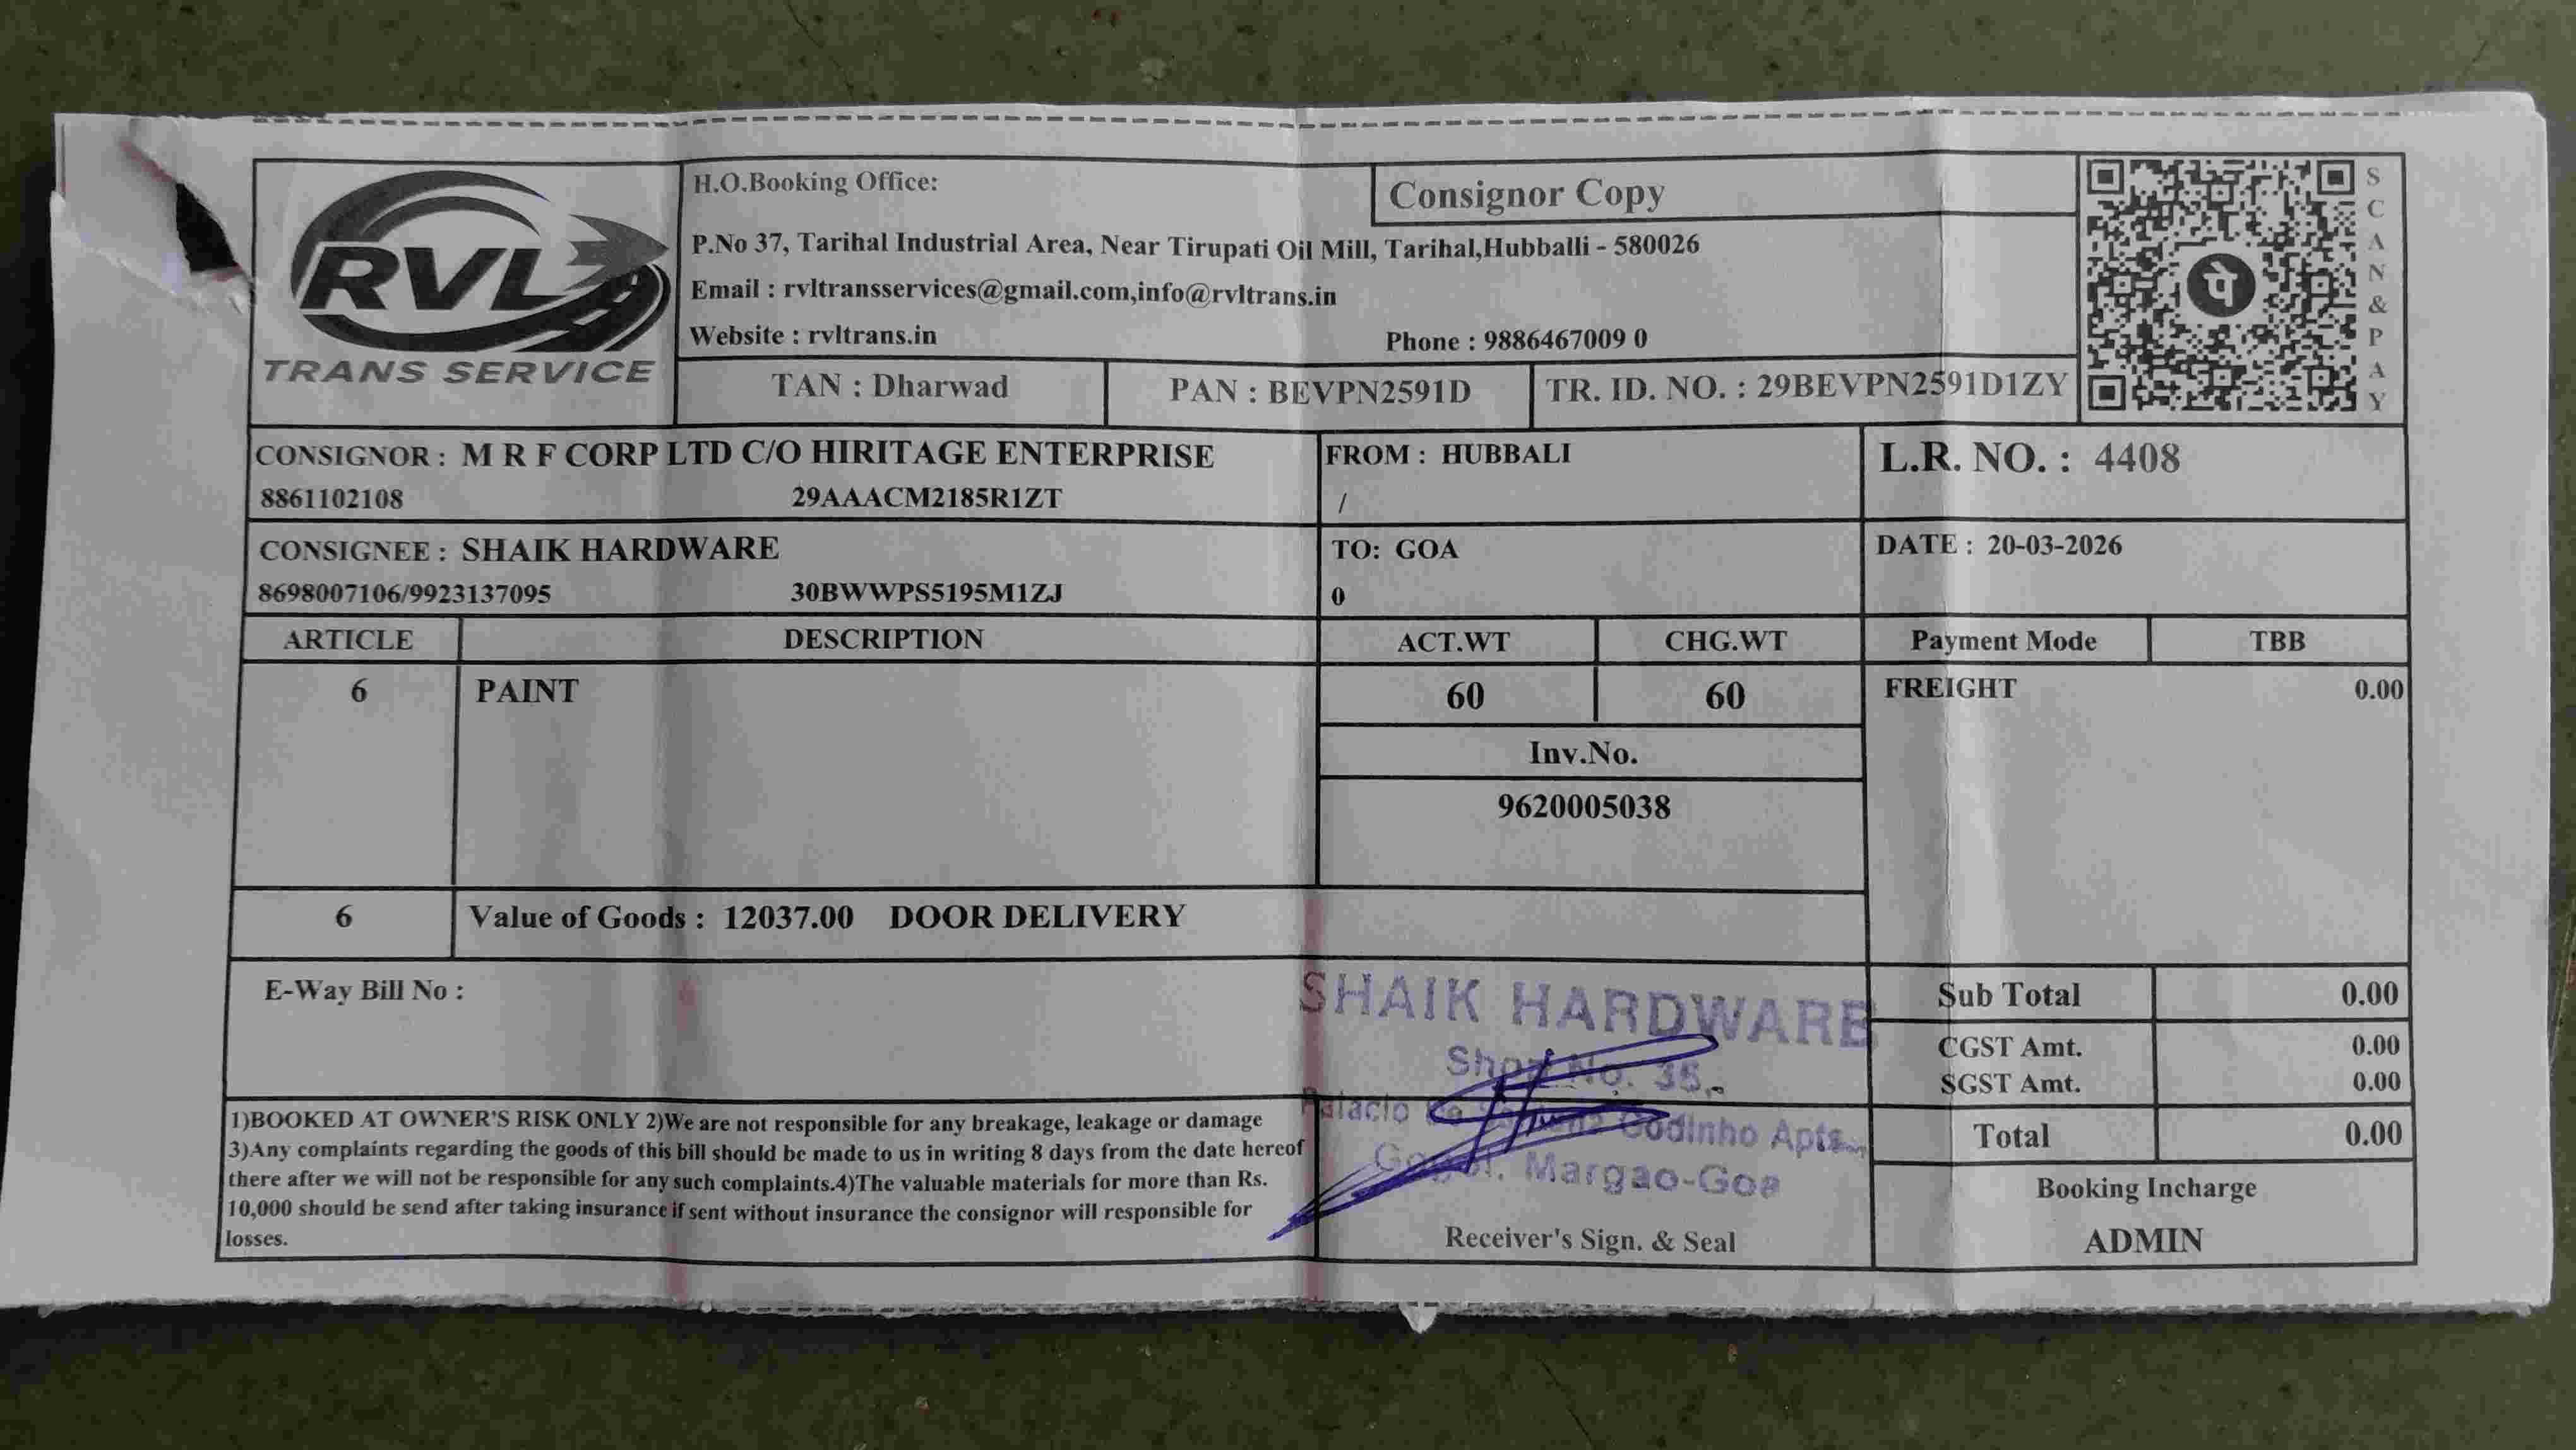 RVL
TRANS SERVICE
H.O.Booking Office:
Consignor Copy
P.No 37, Tarihal Industrial Area, Near Tirupati Oil Mill, Tarihal,Hubballi - 580026
Email : rvltransservices@gmail.com,info@rvltrans.in
Website : rvltrans.in Phone : 9886467009 0
TAN : Dharwad PAN : BEVPN2591D TR. ID. NO. : 29BEVPN2591D1ZY
पे
SCAN & PAY
CONSIGNOR : M R F CORP LTD C/O HIRITAGE ENTERPRISE FROM : HUBBALI L.R. NO. : 4408
8861102108 29AAACM2185R1ZT /
CONSIGNEE : SHAIK HARDWARE TO: GOA DATE : 20-03-2026
8698007106/9923137095 30BWWPS5195M1ZJ 0
ARTICLE DESCRIPTION ACT.WT CHG.WT Payment Mode TBB
6 PAINT 60 60 FREIGHT 0.00
Inv.No.
9620005038
6 Value of Goods : 12037.00 DOOR DELIVERY
E-Way Bill No :
SHAIK HARDWARE
Shop No. 35,
Palacio Godinho Apts.
Margao-Goa
Receiver's Sign. & Seal
Sub Total 0.00
CGST Amt. 0.00
SGST Amt. 0.00
Total 0.00
Booking Incharge
ADMIN
1)BOOKED AT OWNER'S RISK ONLY 2)We are not responsible for any breakage, leakage or damage
3)Any complaints regarding the goods of this bill should be made to us in writing 8 days from the date hereof
there after we will not be responsible for any such complaints.4)The valuable materials for more than Rs.
10,000 should be send after taking insurance if sent without insurance the consignor will responsible for
losses.